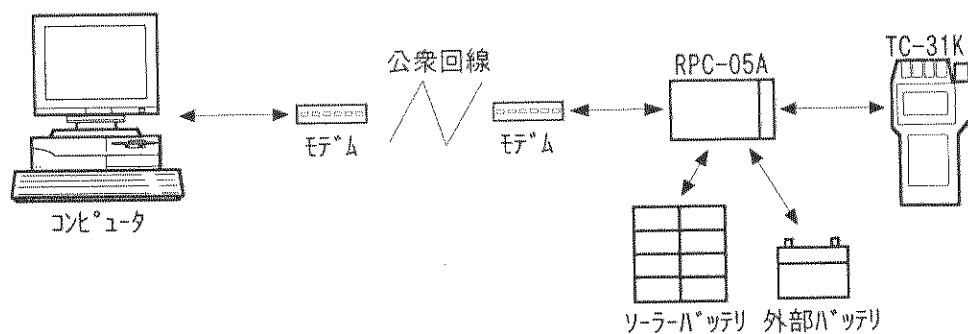 TC-31K
公衆回線
RPC-05A
モデム
モデム
コンピュータ
ソーラーバッテリ
外部バッテリ